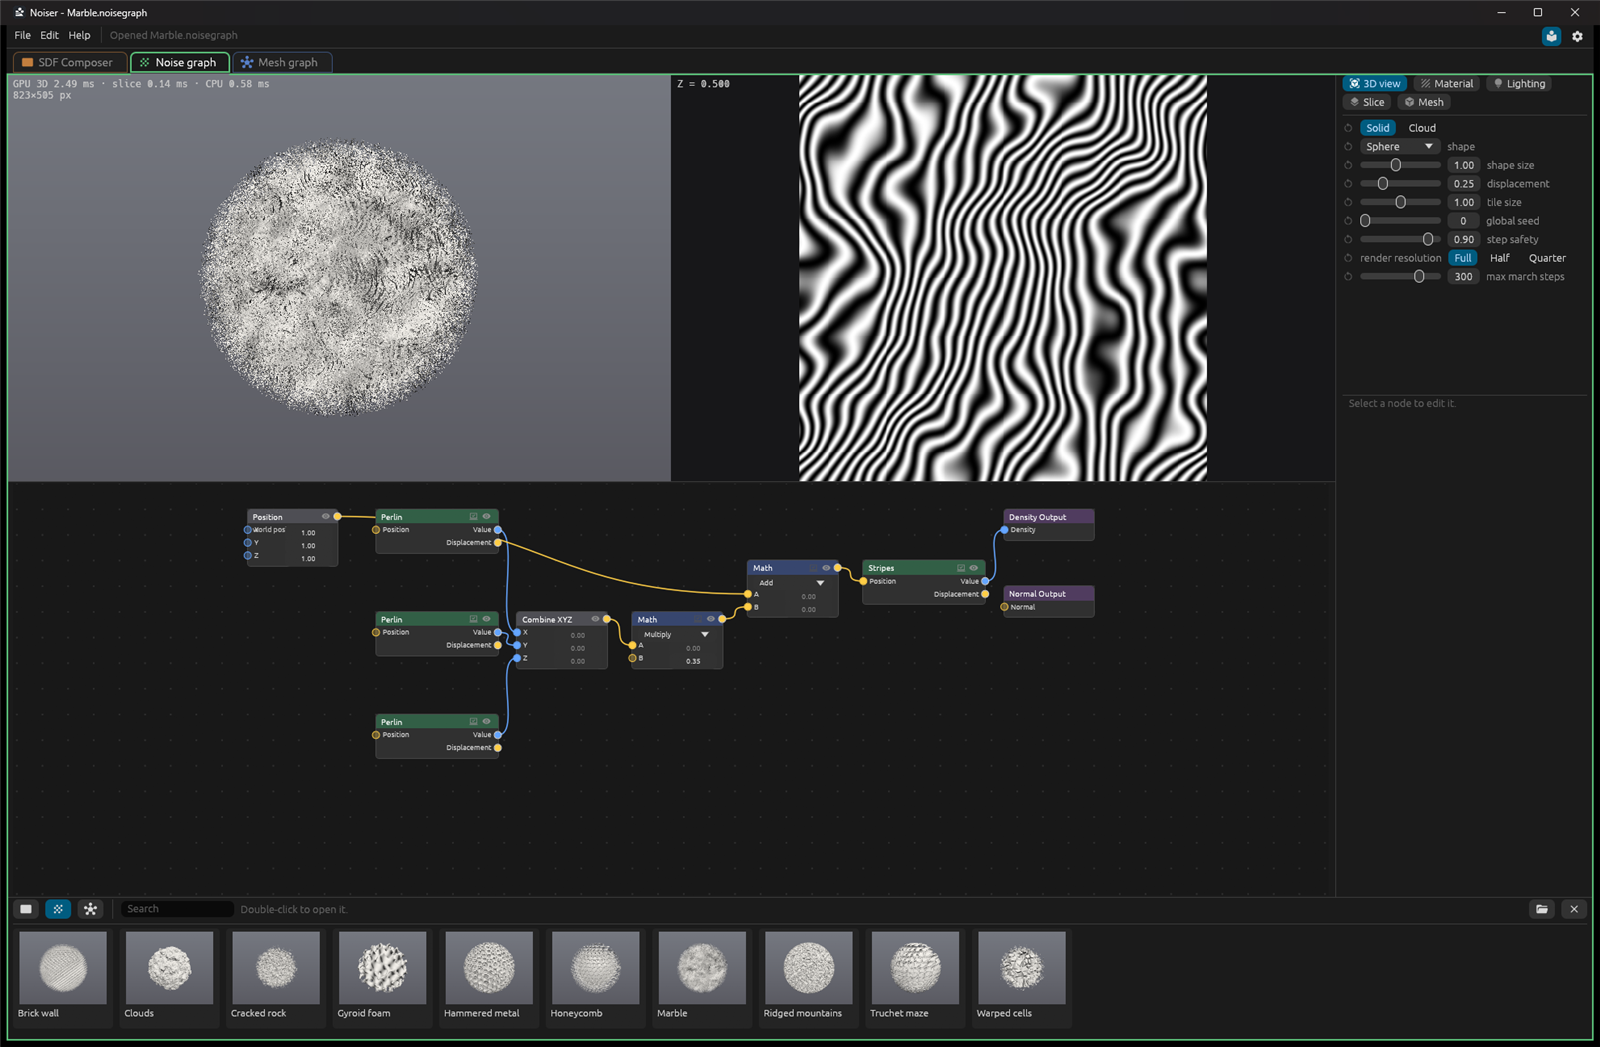 Noiser - Marble.noisegraph
File Edit Help Opened Marble.noisegraph
SDF Composer Noise graph Mesh graph
GPU 3D 2.49 ms · slice 0.14 ms · CPU 0.58 ms
823×505 px
Z = 0.500
3D view Material Lighting
Slice Mesh
Solid Cloud
Sphere shape
1.00 shape size
0.25 displacement
1.00 tile size
0 global seed
0.90 step safety
render resolution Full Half Quarter
300 max march steps
Select a node to edit it.
Position
World pos 1.00
Y 1.00
Z 1.00
Perlin
Position Value
Displacement
Perlin
Position Value
Displacement
Perlin
Position Value
Displacement
Combine XYZ
X 0.00
Y 0.00
Z 0.00
Math
Multiply
A 0.00
B 0.35
Math
Add
A 0.00
B 0.00
Stripes
Position Value
Displacement
Density Output
Density
Normal Output
Normal
Search Double-click to open it.
Brick wall Clouds Cracked rock Gyroid foam Hammered metal Honeycomb Marble Ridged mountains Truchet maze Warped cells